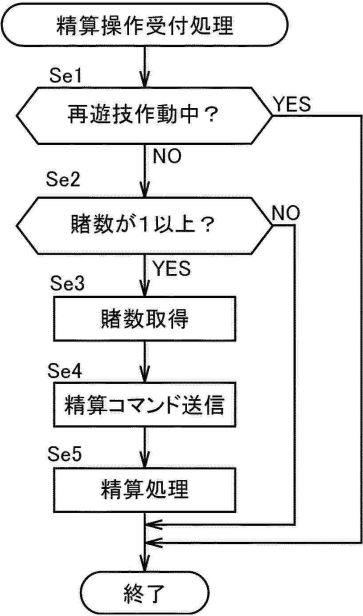 精算操作受付処理
Se1
再遊技作動中？
YES
NO
Se2
賭数が１以上？
NO
YES
Se3
賭数取得
Se4
精算コマンド送信
Se5
精算処理
終了